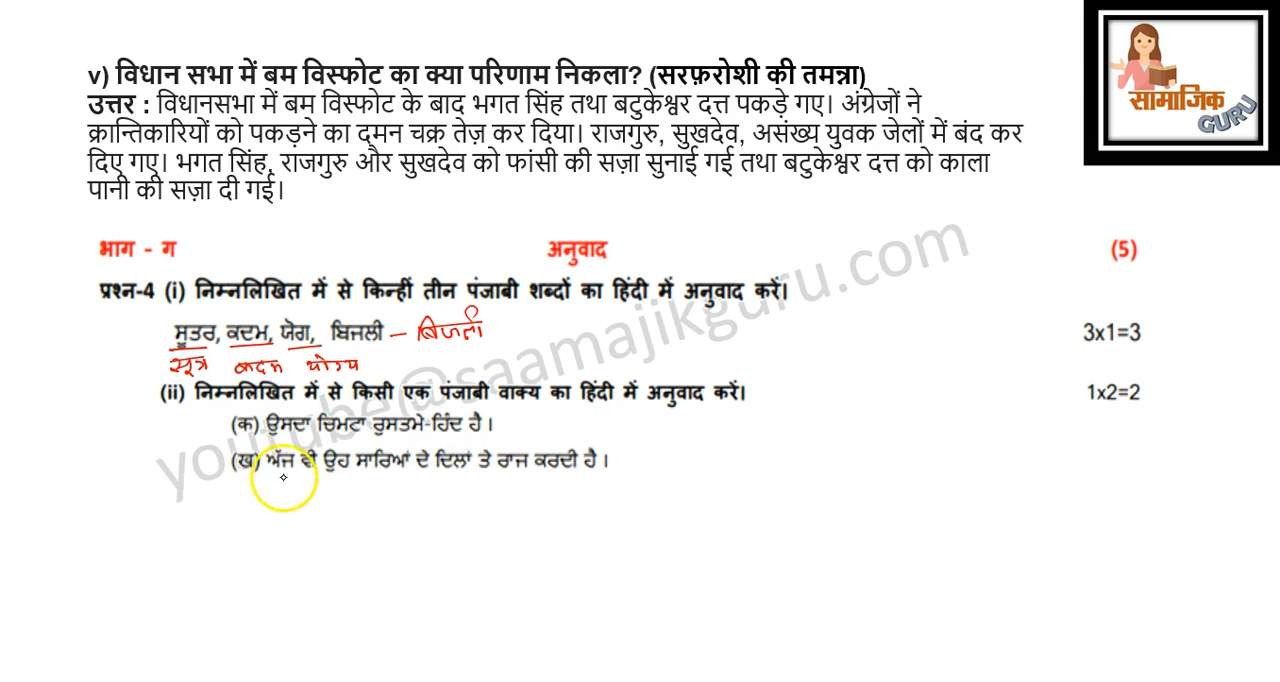 v) विधान सभा में बम विस्फोट का क्या परिणाम निकला? (सरफ़रोशी की तमन्ना)
उत्तर : विधानसभा में बम विस्फोट के बाद भगत सिंह तथा बटुकेश्वर दत्त पकड़े गए। अंग्रेजों ने
क्रान्तिकारियों को पकड़ने का दमन चक्र तेज़ कर दिया। राजगुरु, सुखदेव, असंख्य युवक जेलों में बंद कर
दिए गए। भगत सिंह, राजगुरु और सुखदेव को फांसी की सज़ा सुनाई गई तथा बटुकेश्वर दत्त को काला
पानी की सज़ा दी गई।
सामाजिक
GURU
भाग - ग अनुवाद (5)
प्रश्न-4 (i) निम्नलिखित में से किन्हीं तीन पंजाबी शब्दों का हिंदी में अनुवाद करें।
ਸੂਤਰ, ਕਦਮ, ਯੋਗ, ਬਿਜਲੀ – बिजली 3x1=3
सूत्र कदम योग्य
(ii) निम्नलिखित में से किसी एक पंजाबी वाक्य का हिंदी में अनुवाद करें। 1x2=2
(ਕ) ਉਸਦਾ ਚਿਮਟਾ ਰੁਸਤਮੇ-ਹਿੰਦ ਹੈ।
(ਖ) ਅੱਜ ਵੀ ਉਹ ਸਾਰਿਆਂ ਦੇ ਦਿਲਾਂ ਤੇ ਰਾਜ ਕਰਦੀ ਹੈ।
youtube@saamajikguru.com